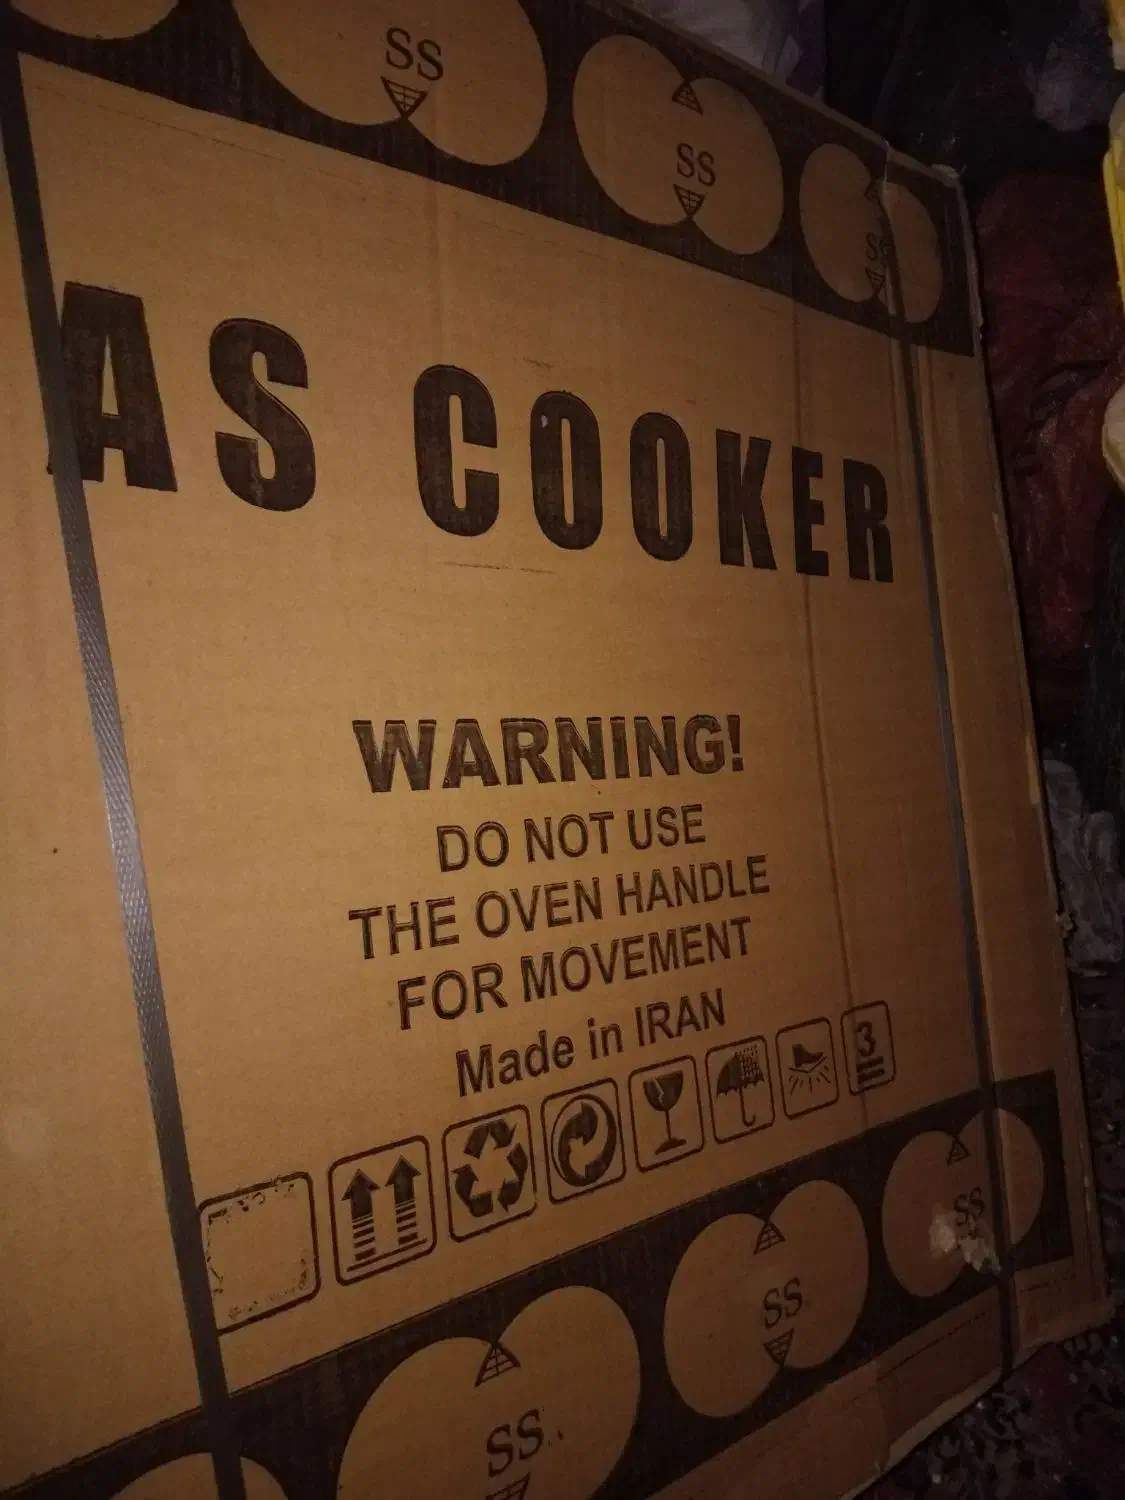 SS
SS
SS
AS COOKER
WARNING!
DO NOT USE
THE OVEN HANDLE
FOR MOVEMENT
Made in IRAN
3
SS
SS
SS